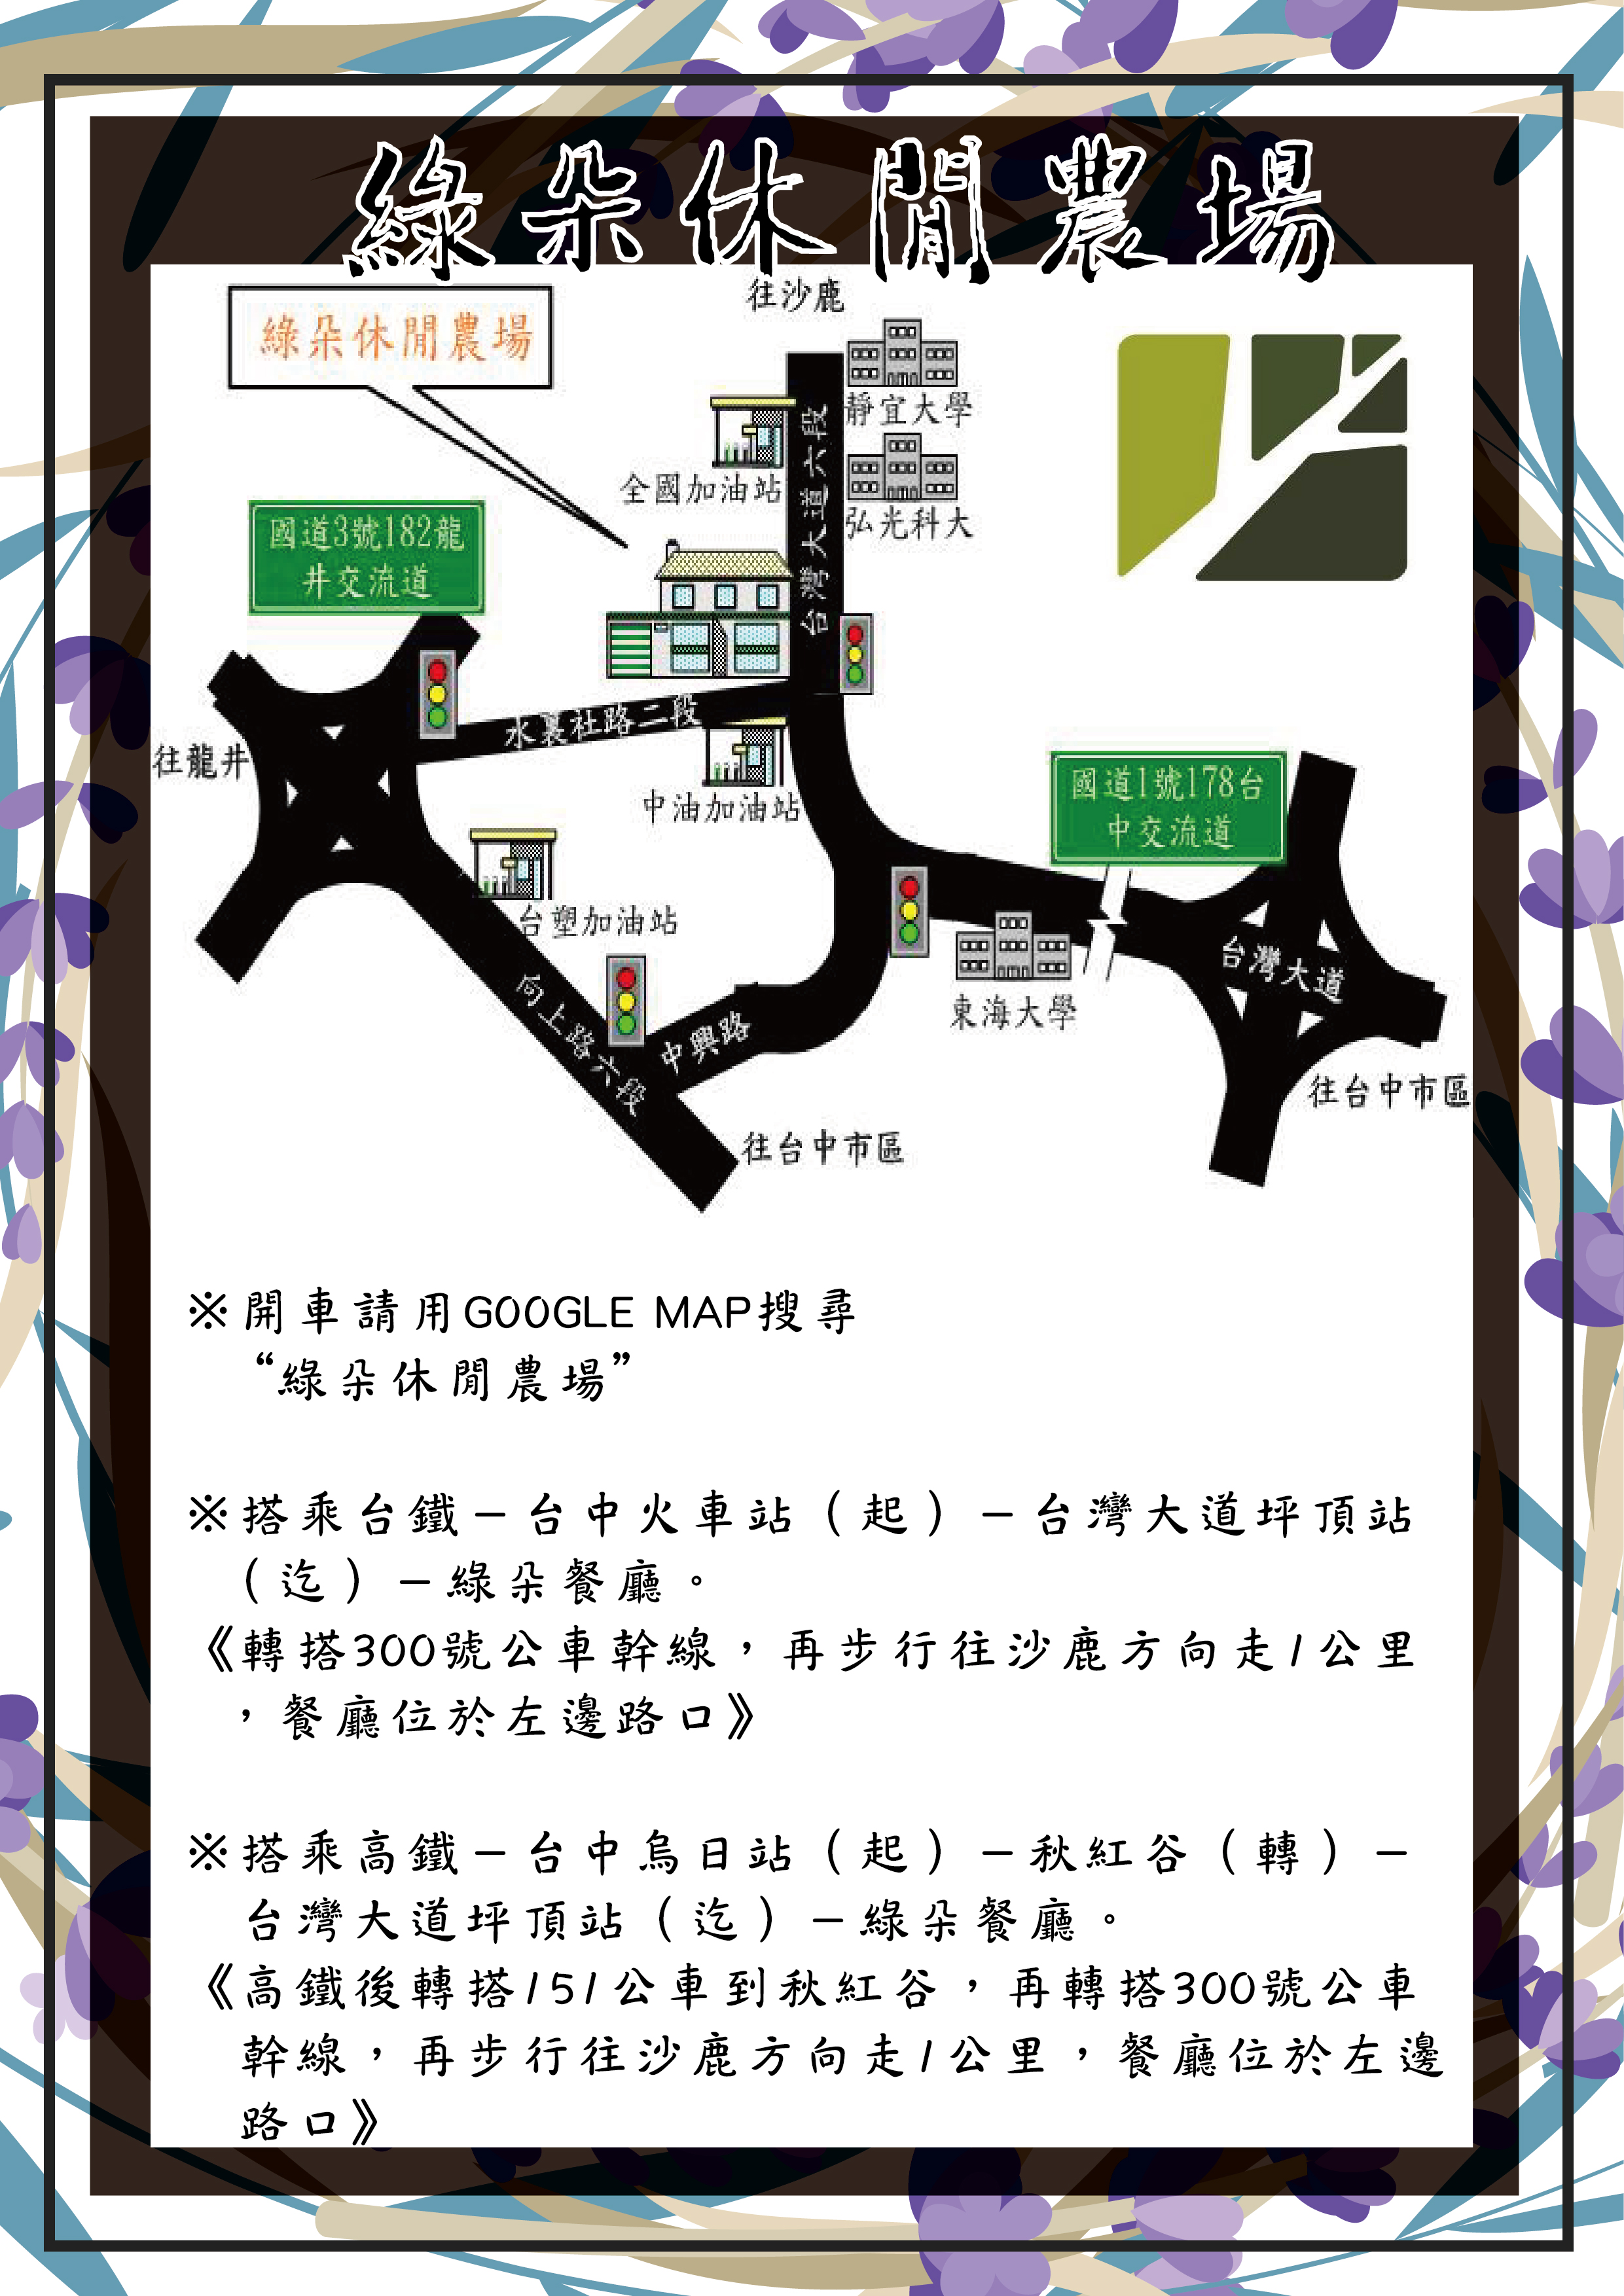 綠朵休閒農場
往沙鹿
綠朵休閒農場
靜宜大學
台灣大道六段
全國加油站
弘光科大
國道3號182龍
井交流道
水裏社路二段
往龍井
中油加油站
國道1號178台
中交流道
台塑加油站
台灣大道
向上路六段
東海大學
中興路
往台中市區
往台中市區
※開車請用GOOGLE MAP搜尋
“綠朵休閒農場”
※搭乘台鐵－台中火車站（起）－台灣大道坪頂站
（迄）－綠朵餐廳。
《轉搭300號公車幹線，再步行往沙鹿方向走1公里
，餐廳位於左邊路口》
※搭乘高鐵－台中烏日站（起）－秋紅谷（轉）－
台灣大道坪頂站（迄）－綠朵餐廳。
《高鐵後轉搭151公車到秋紅谷，再轉搭300號公車
幹線，再步行往沙鹿方向走1公里，餐廳位於左邊
路口》